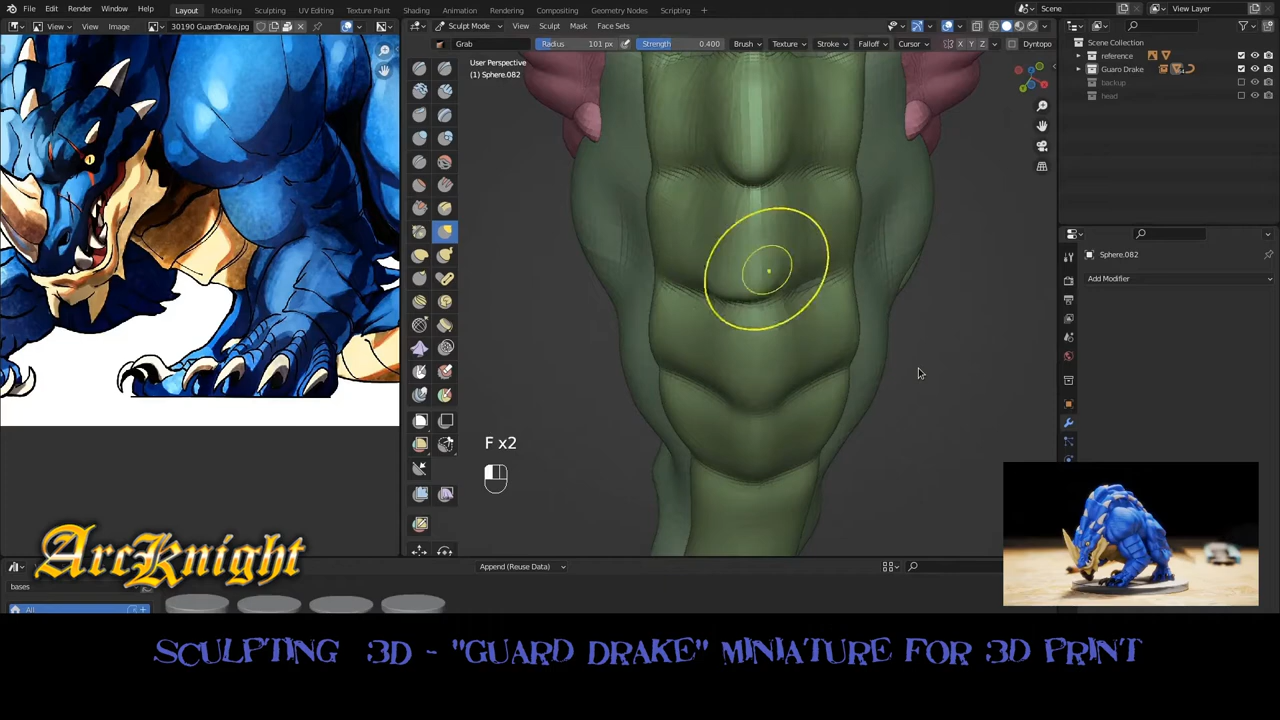 File Edit Render Window Help Layout Modeling Sculpting UV Editing Texture Paint Shading Animation Rendering Compositing Geometry Nodes Scripting Scene View Layer
View View Image 30190 GuardDrake.jpg Sculpt Mode View Sculpt Mask Face Sets
Grab Radius 101 px Strength 0.400 Brush Texture Stroke Falloff Cursor X Y Z Dyntopo
Scene Collection
reference
Guard Drake
backup
head
User Perspective
(1) Sphere.082
Sphere.082
Add Modifier
F x2
ArcKnight
Append (Reuse Data)
bases
All
SCULPTING 3D - "GUARD DRAKE" MINIATURE FOR 3D PRINT